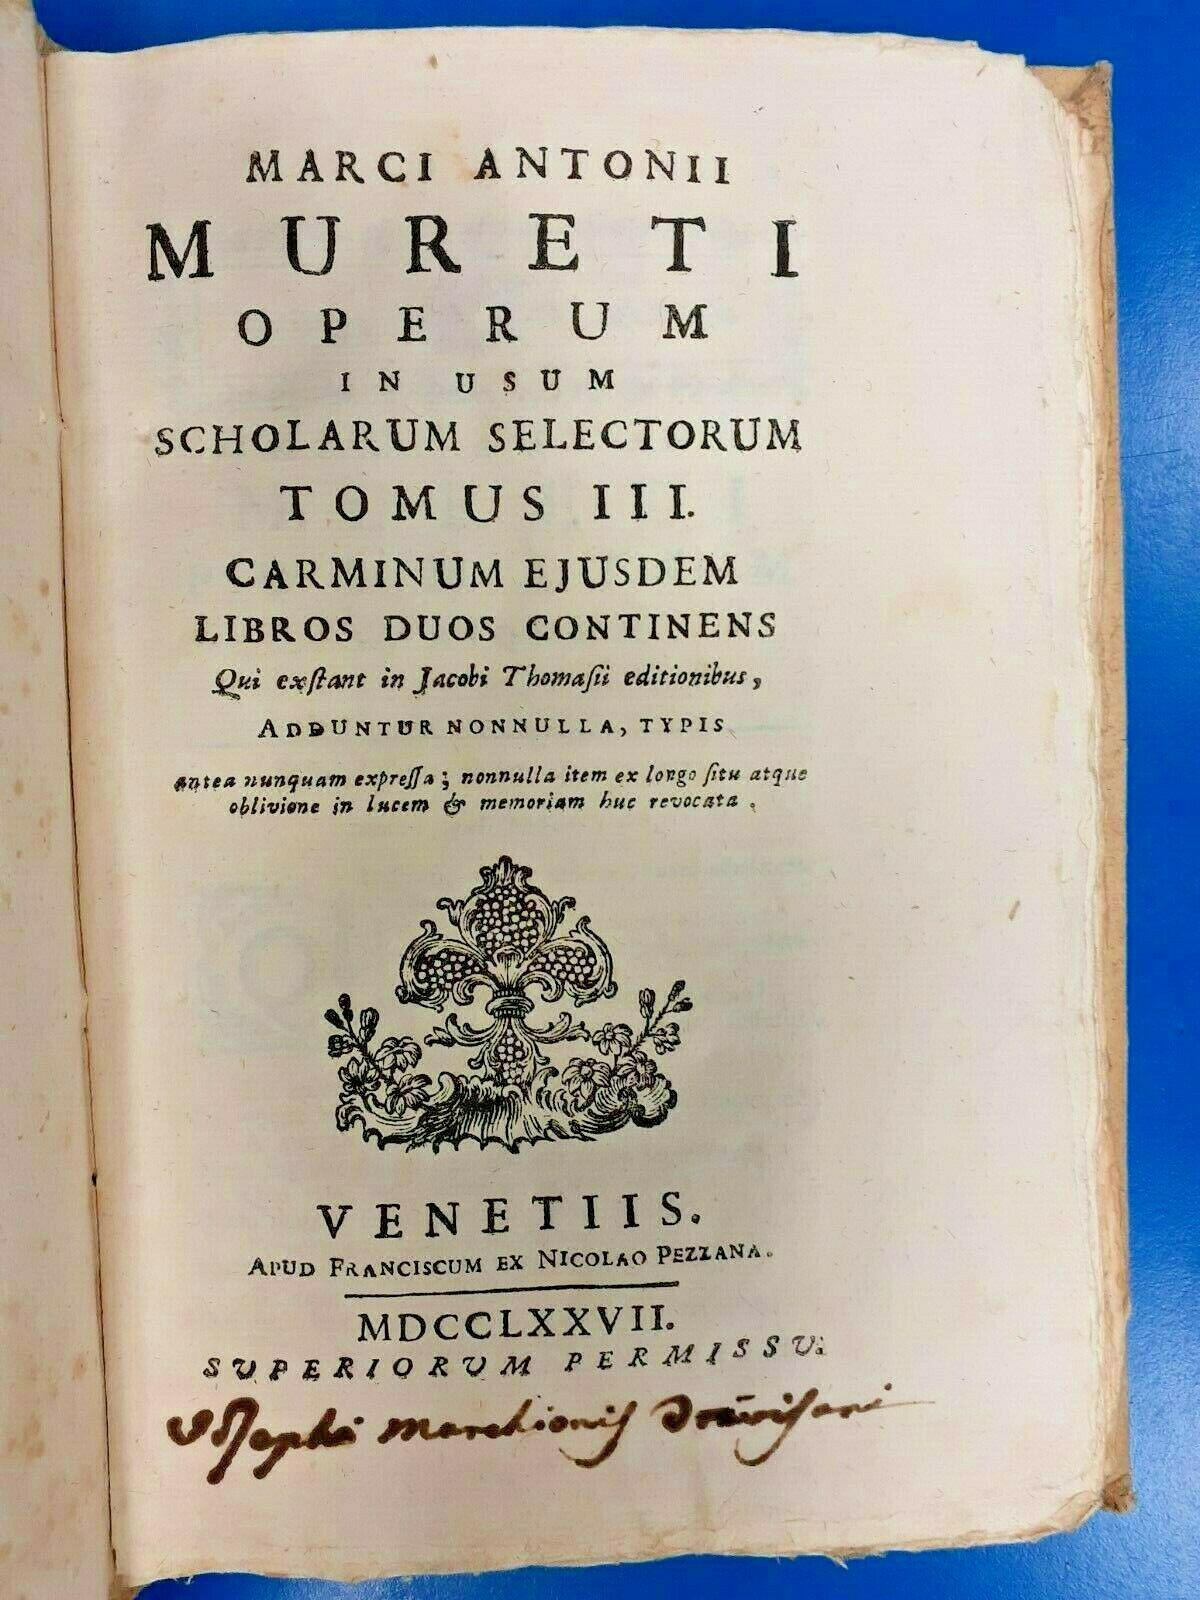 MARCI ANTONII
MURETI
OPERUM
IN USUM
SCHOLARUM SELECTORUM
TOMUS III.
CARMINUM EJUSDEM
LIBROS DUOS CONTINENS
Qui exſtant in Jacobi Thomaſii editionibus,
ADDUNTUR NONNULLA, TYPIS
antea nunquam expreſſa; nonnulla item ex longo ſitu atque
oblivione in lucem & memoriam huc revocata.
VENETIIS.
APUD FRANCISCUM EX NICOLAO PEZZANA.
MDCCLXXVII.
SUPERIORUM PERMISSU.
Marchionis